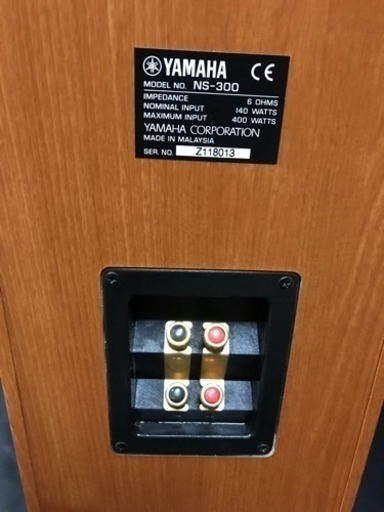 YAMAHA CE
MODEL NO. NS-300
IMPEDANCE 6 OHMS
NOMINAL INPUT 140 WATTS
MAXIMUM INPUT 400 WATTS
YAMAHA CORPORATION
MADE IN MALAYSIA
SER. NO. Z118013